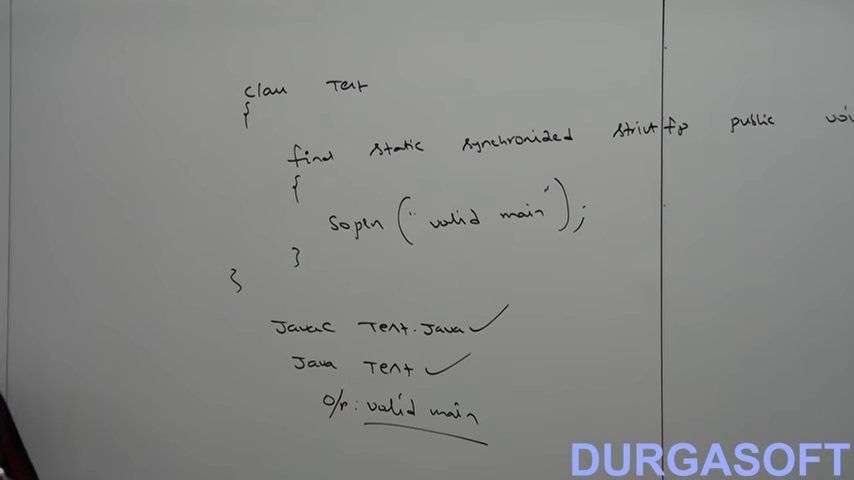 class Test
{
final static synchronized strictfp public voi
{
Sopln ("valid main");
}
}
Javac Test.Java ✓
Java Test ✓
O/P: valid main
DURGASOFT